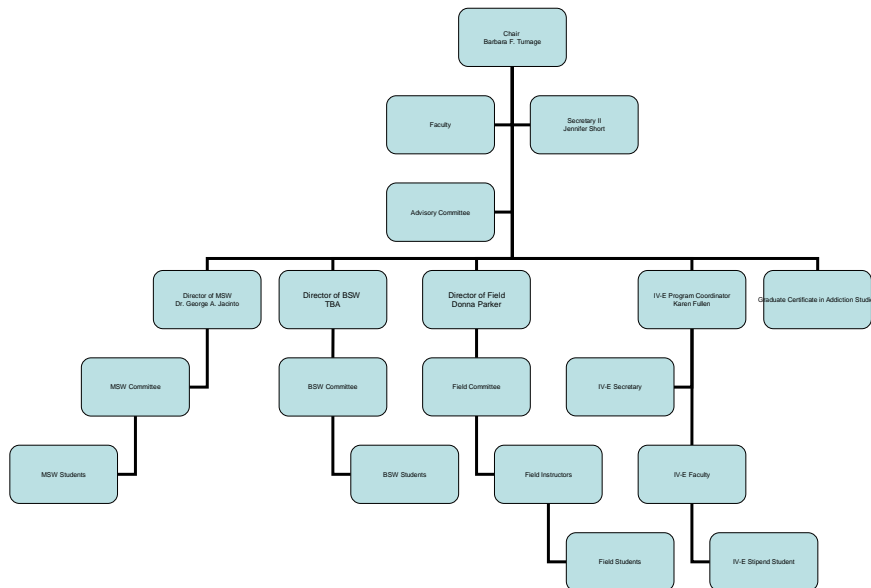 Chair
Barbara F. Turnage
Faculty
Secretary II
Jennifer Short
Advisory Committee
Director of MSW
Dr. George A. Jacinto
Director of BSW
TBA
Director of Field
Donna Parker
IV-E Program Coordinator
Karen Fullen
Graduate Certificate in Addiction Studies
MSW Committee
BSW Committee
Field Committee
IV-E Secretary
MSW Students
BSW Students
Field Instructors
IV-E Faculty
Field Students
IV-E Stipend Student